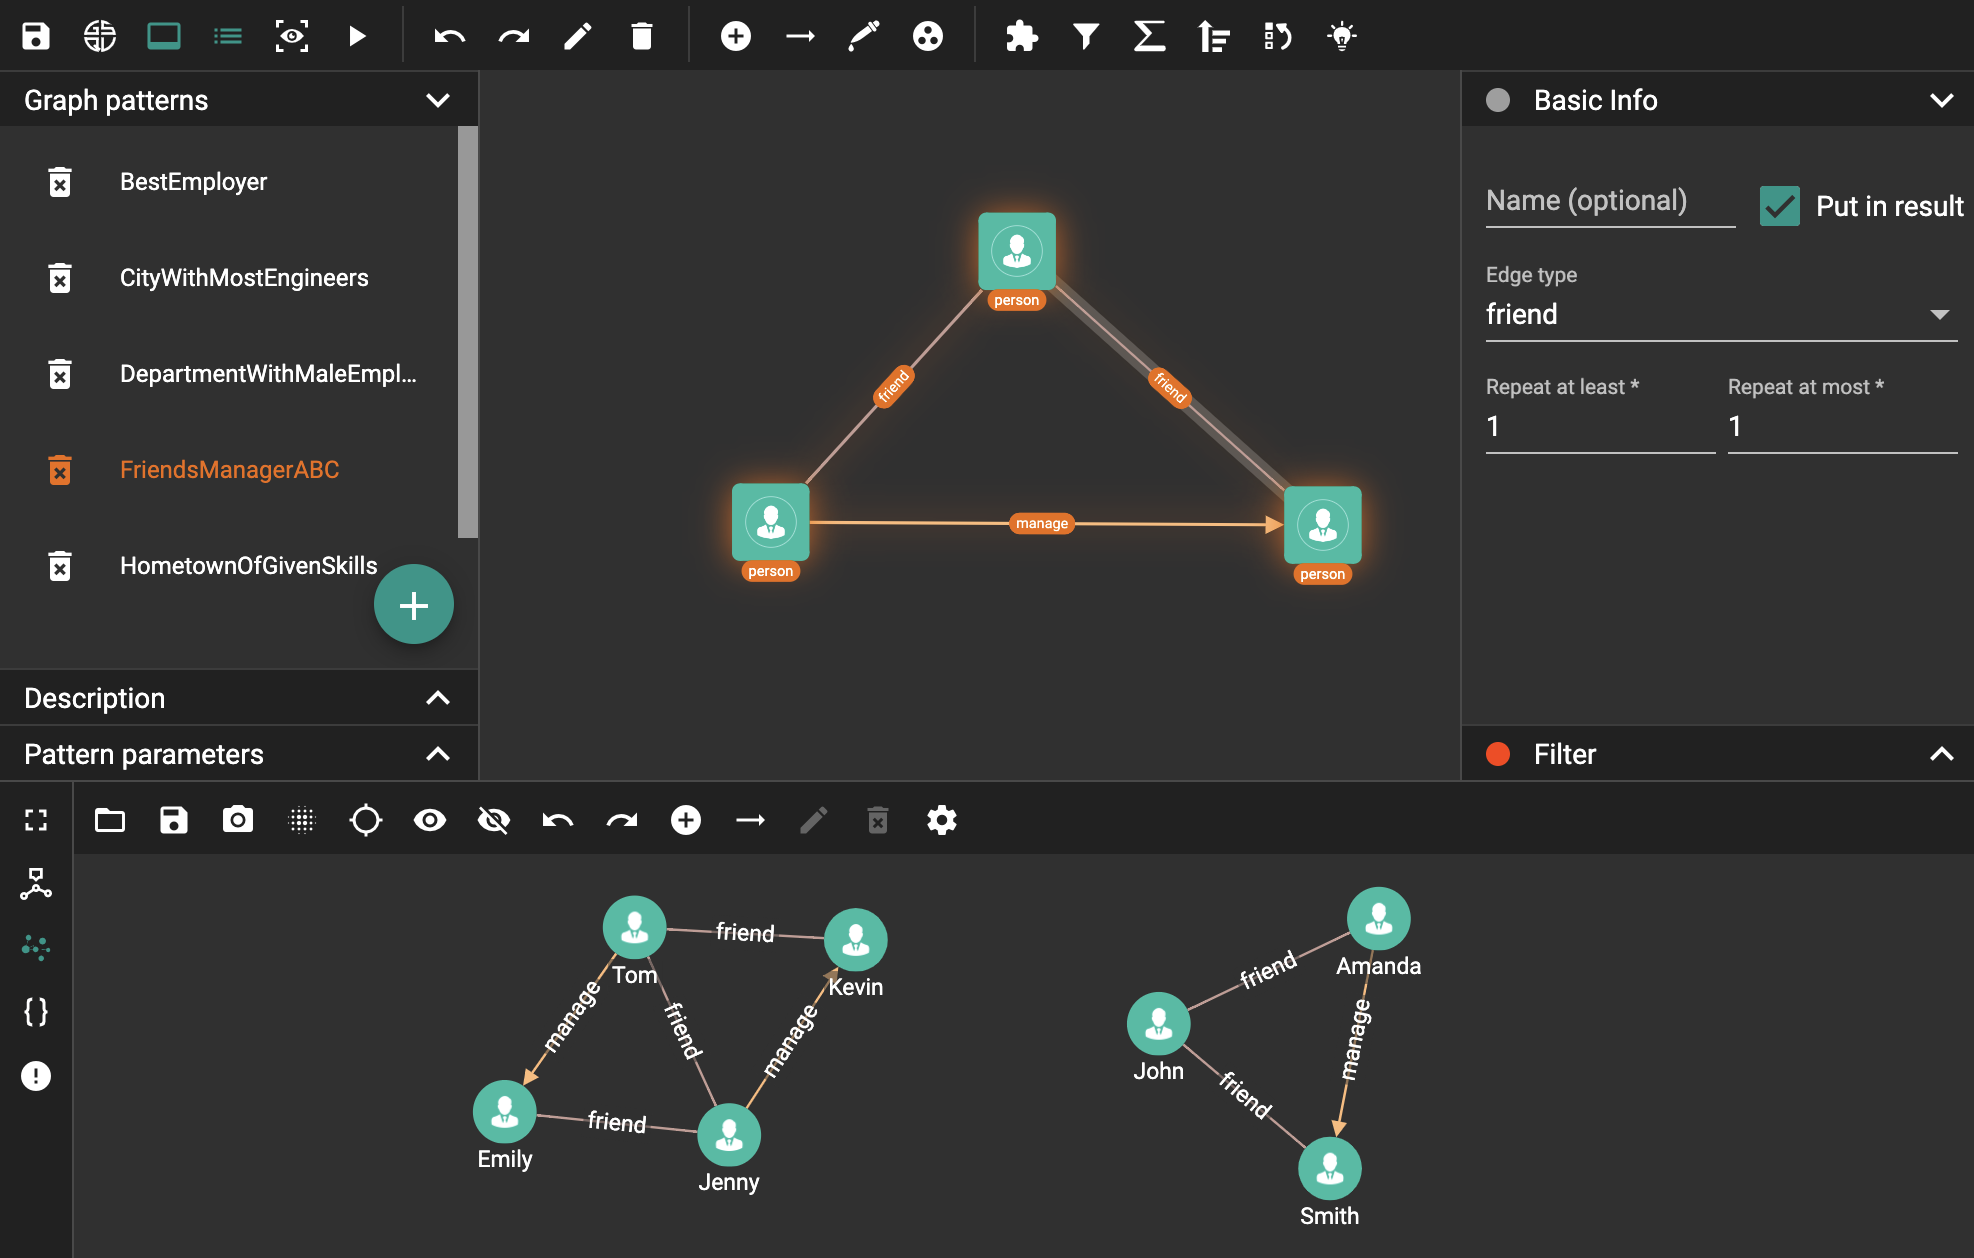 Graph patterns
BestEmployer
CityWithMostEngineers
DepartmentWithMaleEmpl...
FriendsManagerABC
HometownOfGivenSkills
+
Description
Pattern parameters
person
friend
friend
person
manage
person
Basic Info
Name (optional)
Put in result
Edge type
friend
Repeat at least *
Repeat at most *
1
1
Filter
Tom
friend
Kevin
manage
friend
manage
Emily
friend
Jenny
Amanda
friend
John
manage
friend
Smith